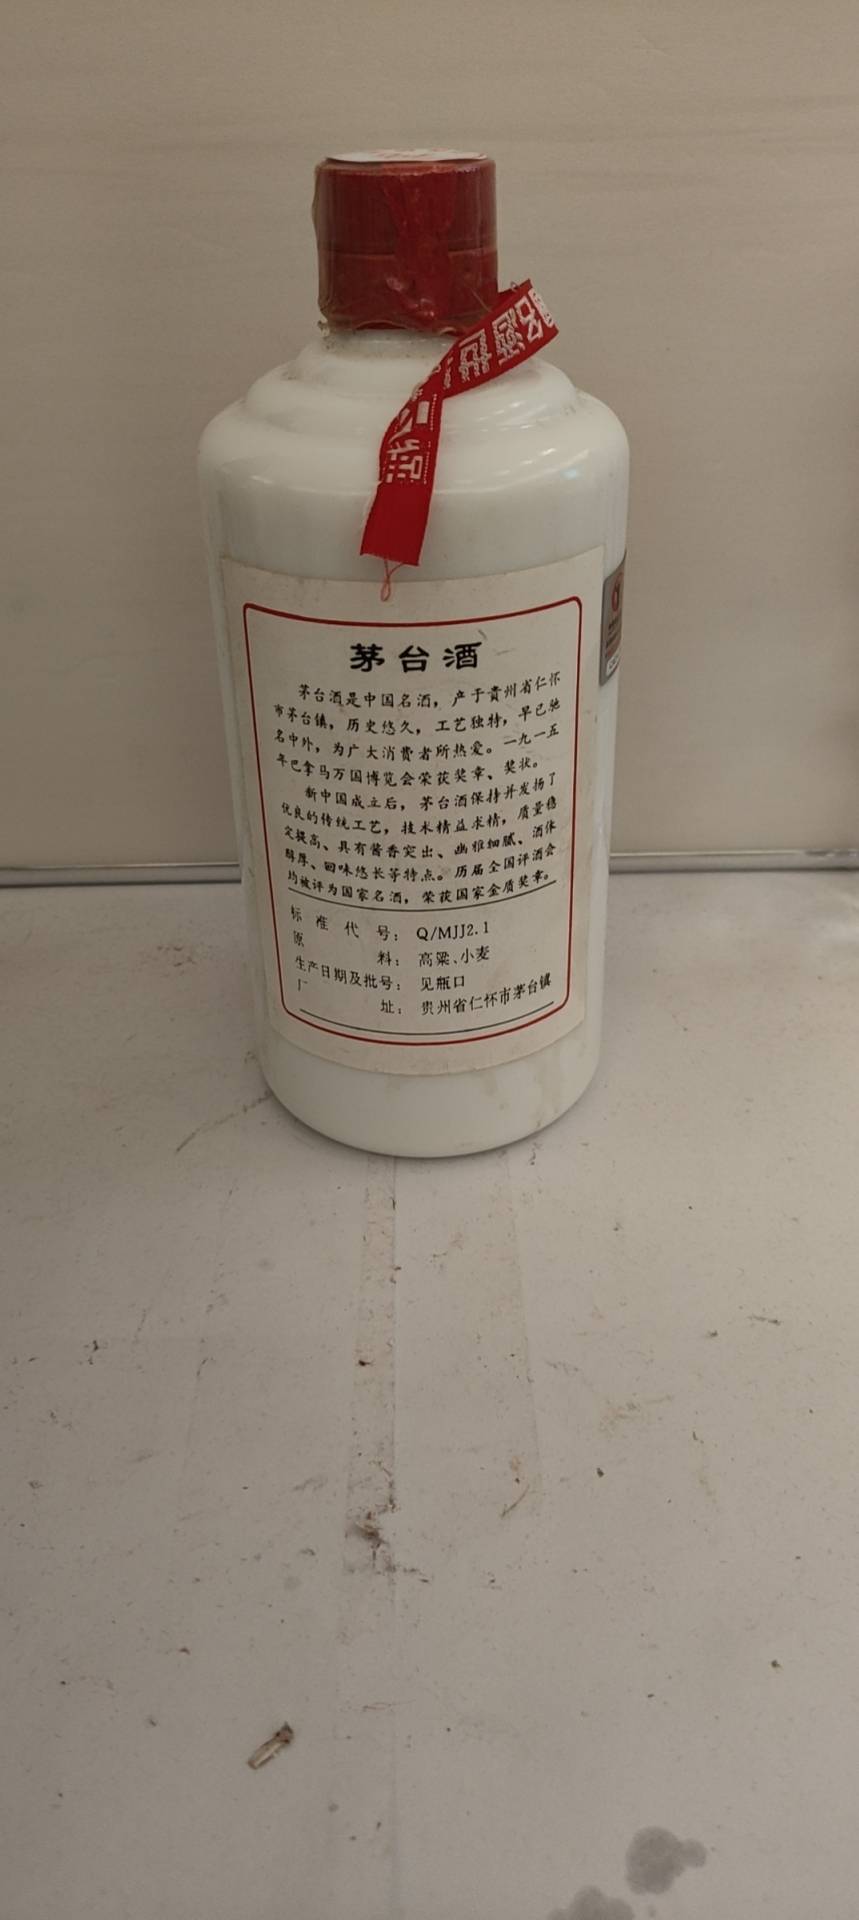 茅台酒
茅台酒是中国名酒，产于贵州省仁怀
市茅台镇，历史悠久，工艺独特，早已驰
名中外，为广大消费者所热爱。一九一五
年巴拿马万国博览会荣获奖章、奖状。
新中国成立后，茅台酒保持并发扬了
优良的传统工艺，技术精益求精，质量稳
定提高、具有酱香突出、幽雅细腻、酒体
醇厚、回味悠长等特点。历届全国评酒会
均被评为国家名酒，荣获国家金质奖章。
标准代号：Q/MJJ2.1
原料：高粱、小麦
生产日期及批号：见瓶口
厂址：贵州省仁怀市茅台镇